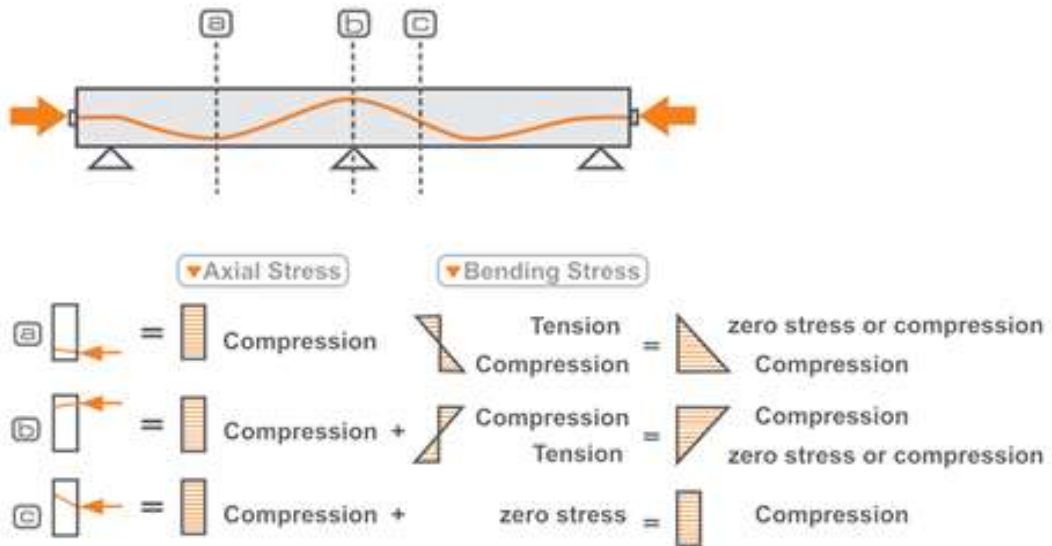 a b c
▼Axial Stress ▼Bending Stress
a = Compression Tension = zero stress or compression
Compression Compression
b = Compression + Compression = Compression
Tension zero stress or compression
c = Compression + zero stress = Compression